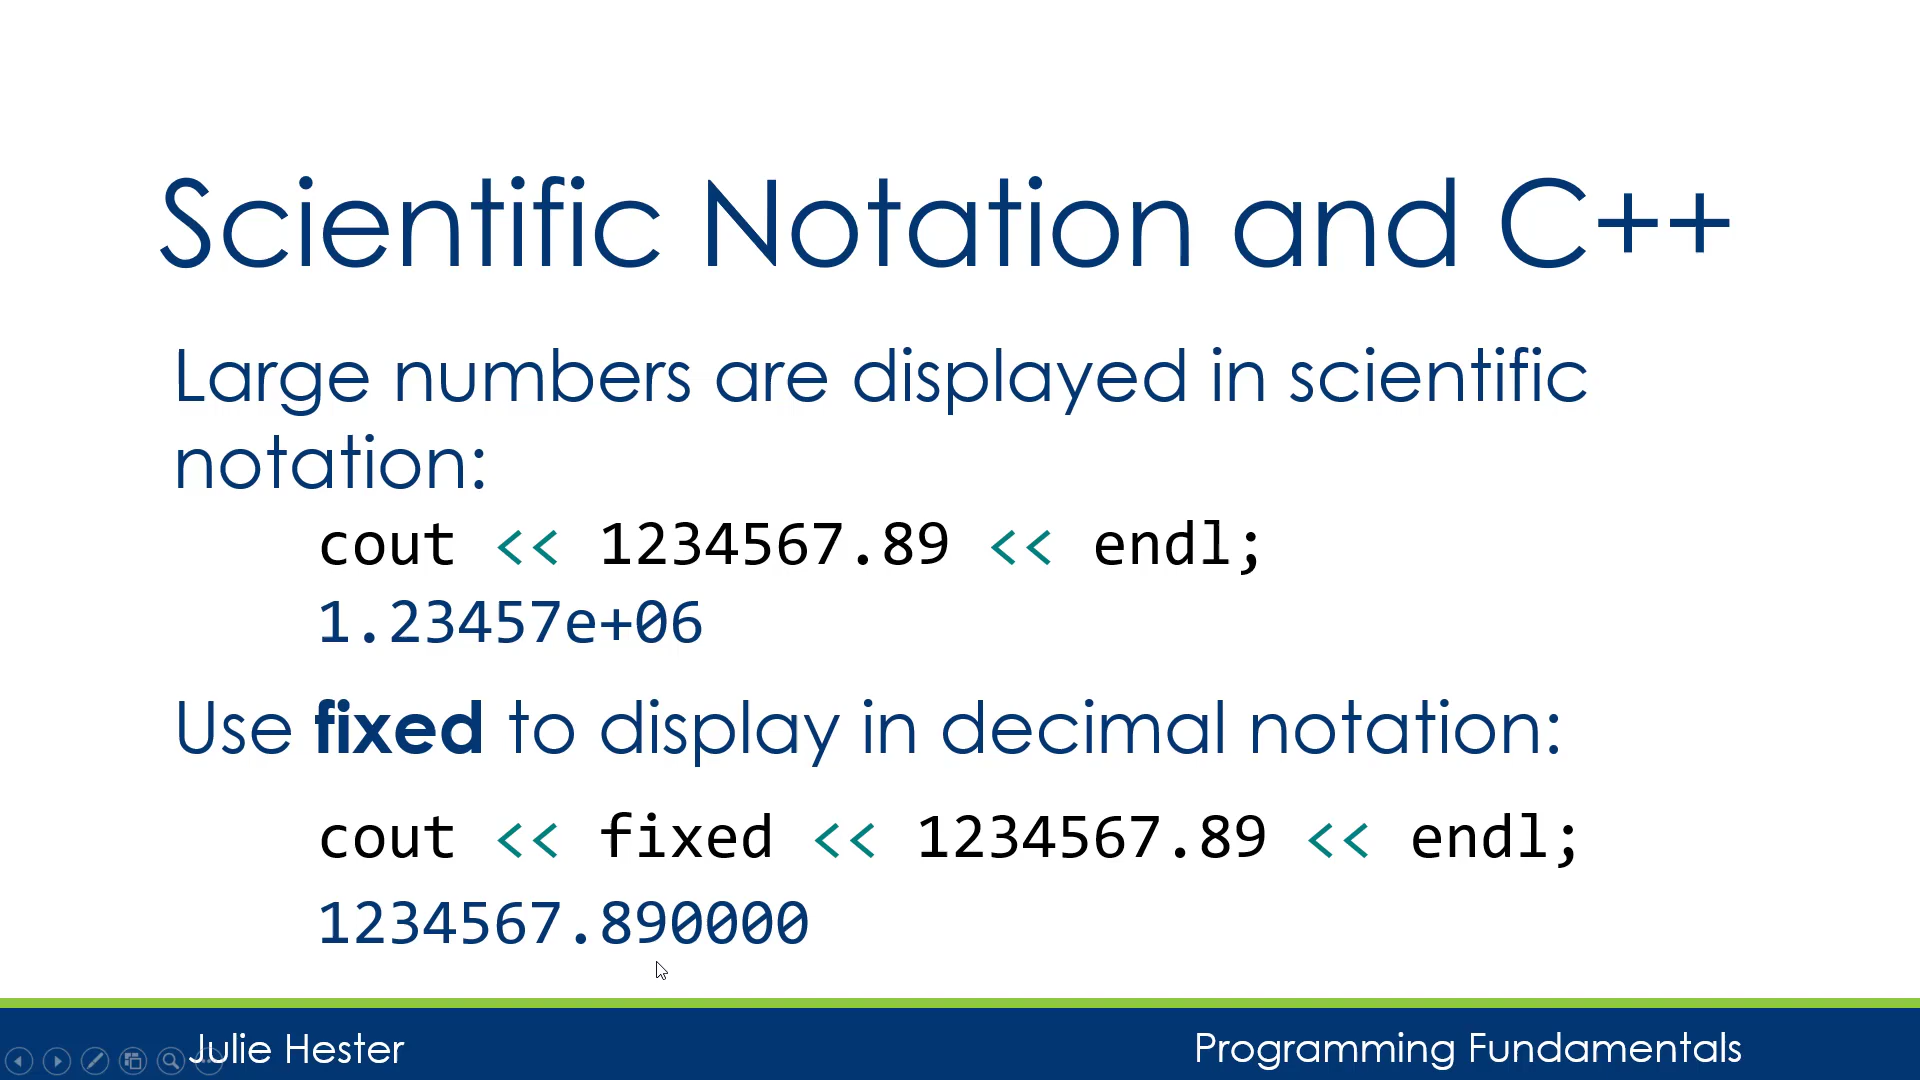 Scientific Notation and C++
Large numbers are displayed in scientific
notation:
cout << 1234567.89 << endl;
1.23457e+06
Use fixed to display in decimal notation:
cout << fixed << 1234567.89 << endl;
1234567.890000
Julie Hester
Programming Fundamentals